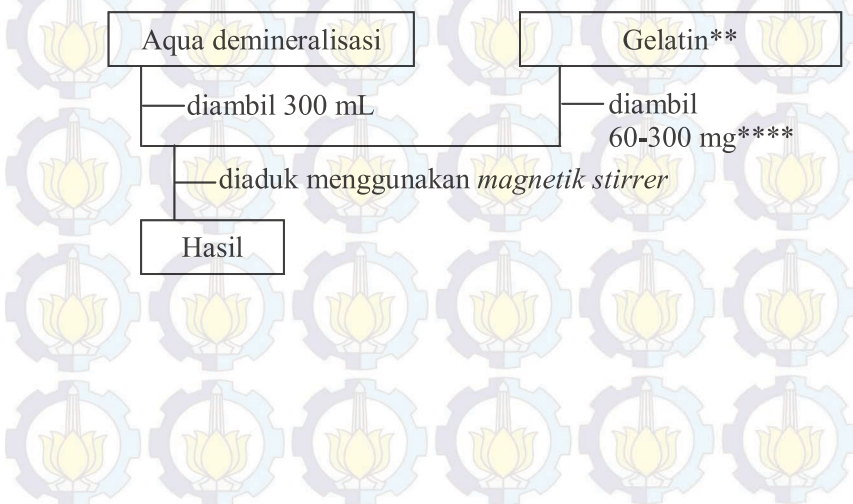 Aqua demineralisasi
Gelatin**
diambil 300 mL
diambil
60-300 mg****
diaduk menggunakan magnetik stirrer
Hasil